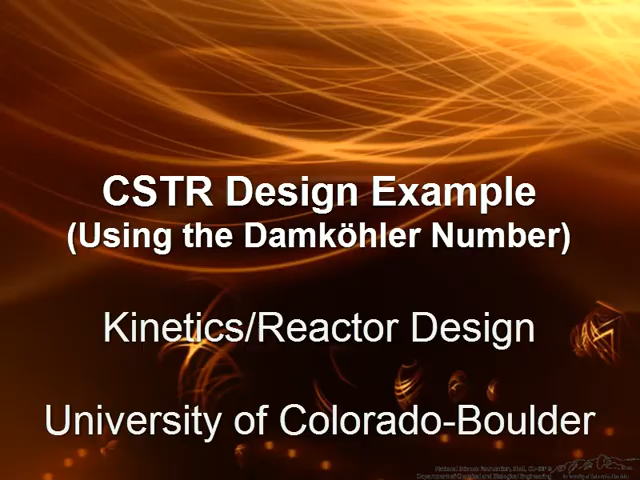 CSTR Design Example
(Using the Damköhler Number)
Kinetics/Reactor Design
University of Colorado-Boulder